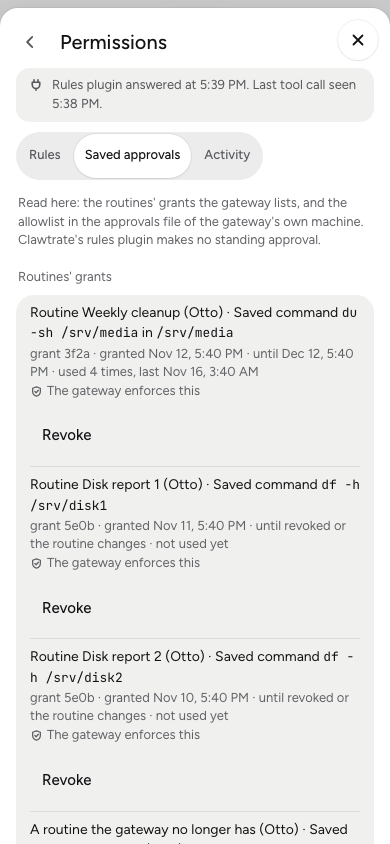 Permissions
Rules plugin answered at 5:39 PM. Last tool call seen
5:38 PM.
Rules Saved approvals Activity
Read here: the routines' grants the gateway lists, and the
allowlist in the approvals file of the gateway's own machine.
Clawtrate's rules plugin makes no standing approval.
Routines' grants
Routine Weekly cleanup (Otto) · Saved command du
-sh /srv/media in /srv/media
grant 3f2a · granted Nov 12, 5:40 PM · until Dec 12, 5:40
PM · used 4 times, last Nov 16, 3:40 AM
The gateway enforces this
Revoke
Routine Disk report 1 (Otto) · Saved command df -h
/srv/disk1
grant 5e0b · granted Nov 11, 5:40 PM · until revoked or
the routine changes · not used yet
The gateway enforces this
Revoke
Routine Disk report 2 (Otto) · Saved command df -
h /srv/disk2
grant 5e0b · granted Nov 10, 5:40 PM · until revoked or
the routine changes · not used yet
The gateway enforces this
Revoke
A routine the gateway no longer has (Otto) · Saved